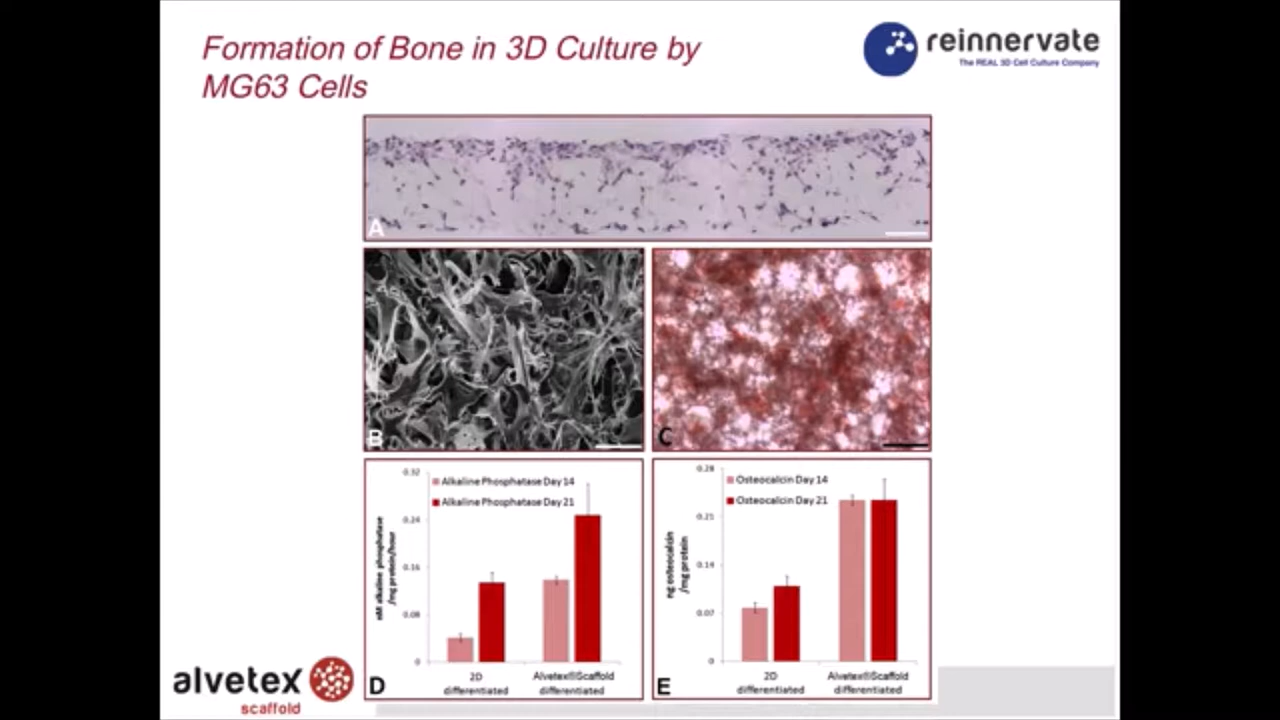 Formation of Bone in 3D Culture by
MG63 Cells
reinnervate
The REAL 3D Cell Culture Company
A
B
C
0.32
0.24
0.16
0.08
0
nM alkaline phosphatase
/mg protein/hour
Alkaline Phosphatase Day 14
Alkaline Phosphatase Day 21
2D
differentiated
Alvetex®Scaffold
differentiated
D
0.28
0.21
0.14
0.07
0
ng osteocalcin
/mg protein
Osteocalcin Day 14
Osteocalcin Day 21
2D
differentiated
Alvetex®Scaffold
differentiated
E
alvetex
scaffold